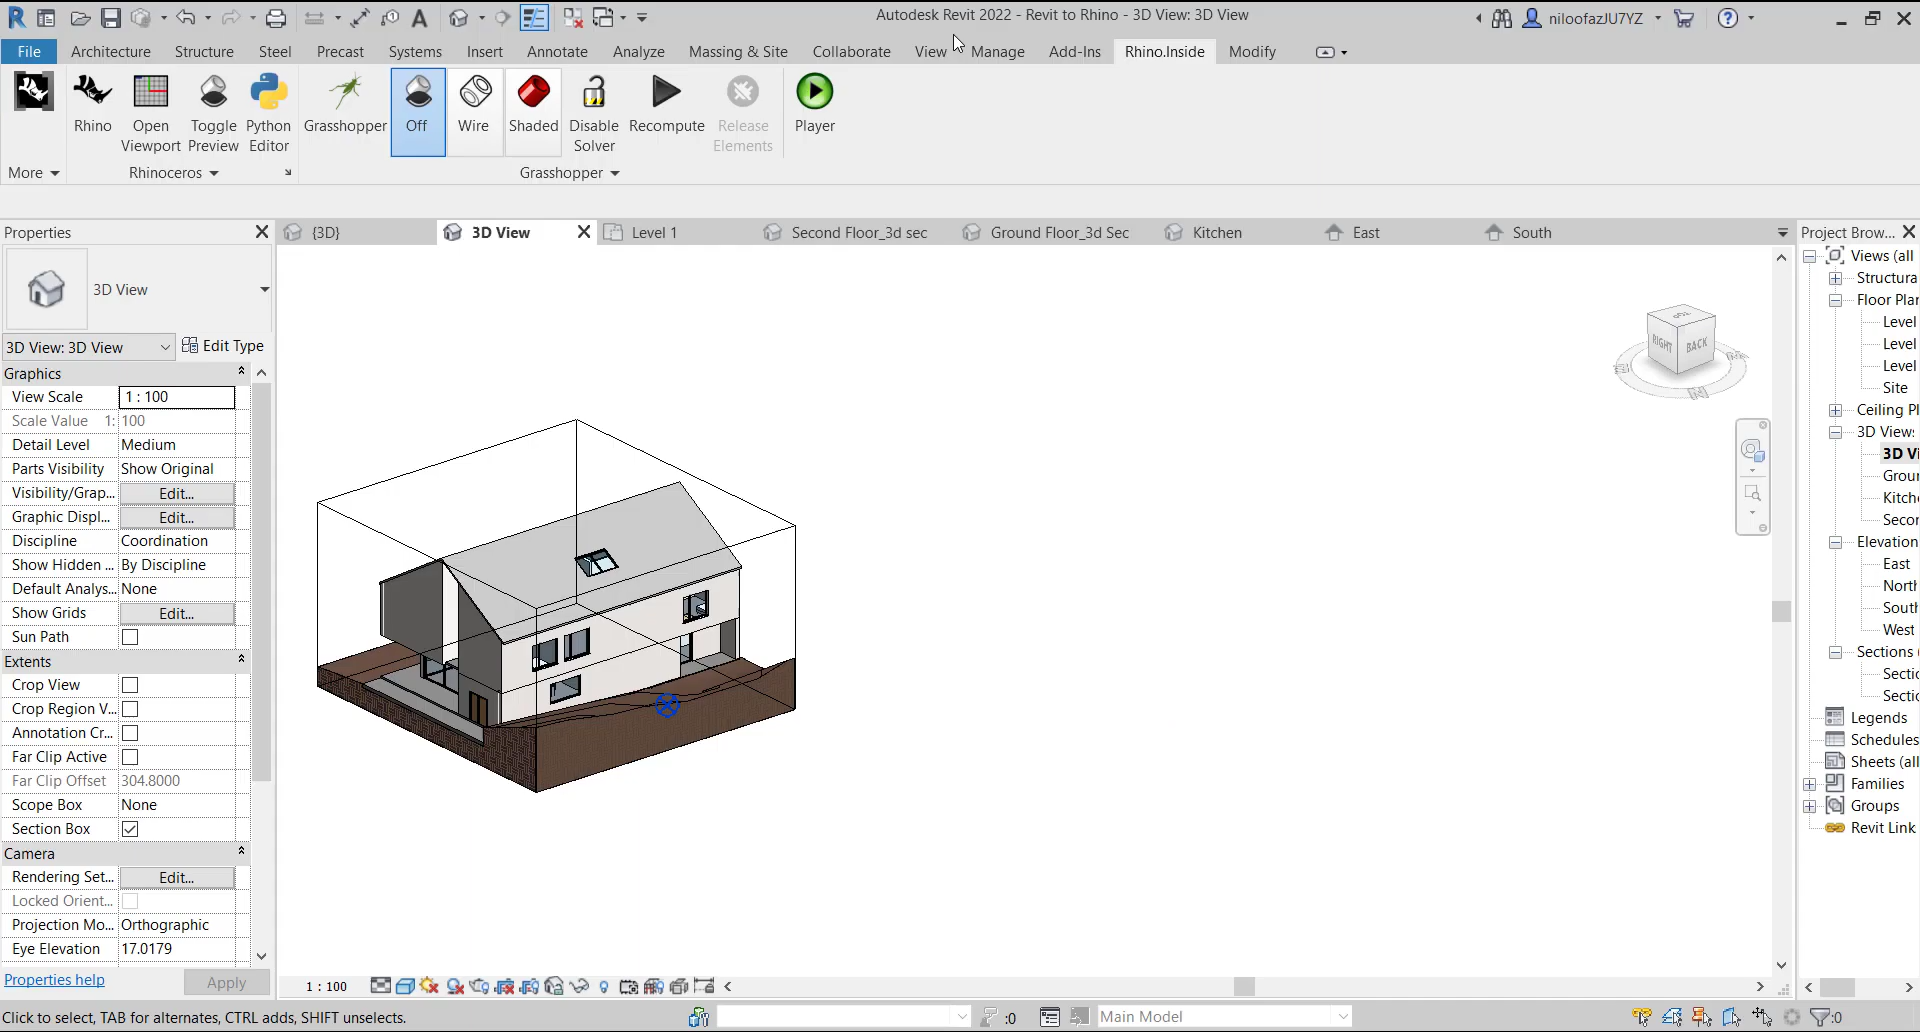 Autodesk Revit 2022 - Revit to Rhino - 3D View: 3D View
niloofazJU7YZ
File Architecture Structure Steel Precast Systems Insert Annotate Analyze Massing & Site Collaborate View Manage Add-Ins Rhino.Inside Modify
Rhino Open Viewport Toggle Preview Python Editor Grasshopper Off Wire Shaded Disable Solver Recompute Release Elements Player
More Rhinoceros Grasshopper
Properties
{3D} 3D View Level 1 Second Floor_3d sec Ground Floor_3d Sec Kitchen East South
Project Brow...
3D View
3D View: 3D View Edit Type
Graphics
View Scale 1 : 100
Scale Value 1: 100
Detail Level Medium
Parts Visibility Show Original
Visibility/Grap... Edit...
Graphic Displ... Edit...
Discipline Coordination
Show Hidden ... By Discipline
Default Analys... None
Show Grids Edit...
Sun Path
Extents
Crop View
Crop Region V...
Annotation Cr...
Far Clip Active
Far Clip Offset 304.8000
Scope Box None
Section Box
Camera
Rendering Set... Edit...
Locked Orient...
Projection Mo... Orthographic
Eye Elevation 17.0179
Properties help Apply
TOP
RIGHT BACK
Views (all
Structura
Floor Plan
Level
Level
Level
Site
Ceiling Pl
3D Views
3D Vi
Groun
Kitche
Secon
Elevation
East
North
South
West
Sections (
Sectio
Sectio
Legends
Schedules
Sheets (all
Families
Groups
Revit Link
1 : 100
Click to select, TAB for alternates, CTRL adds, SHIFT unselects.
:0
Main Model
:0